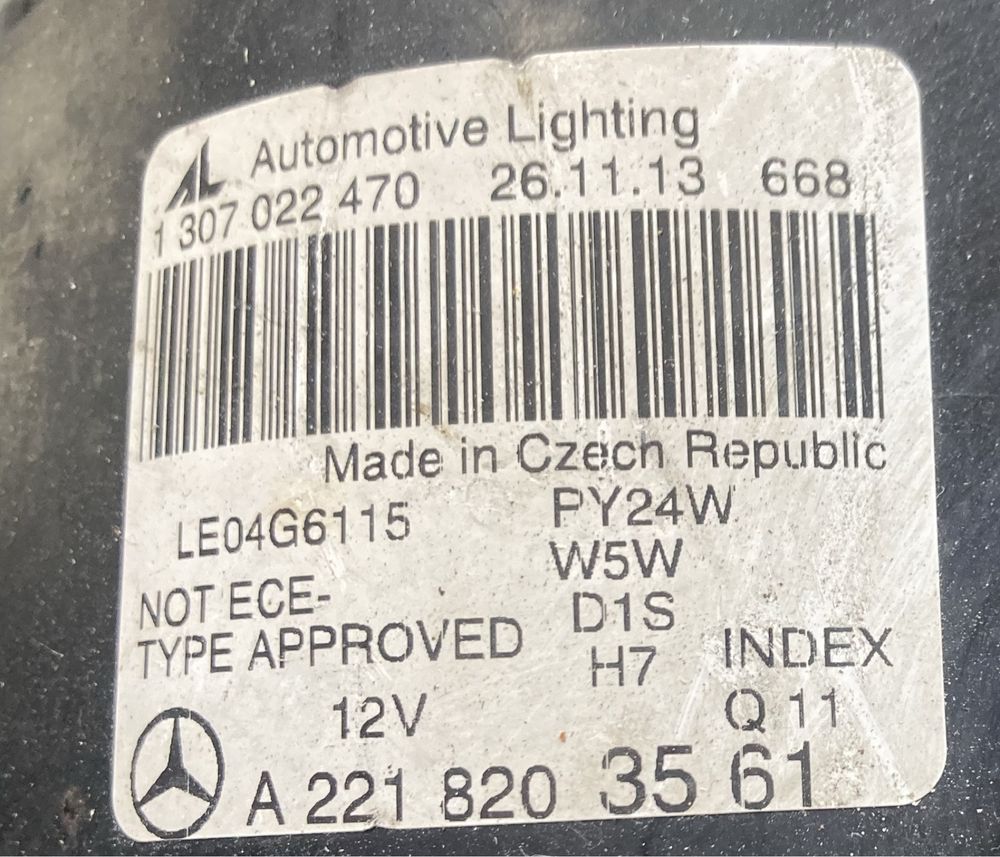 AL Automotive Lighting
1 307 022 470 26.11.13 668
Made in Czech Republic
LE04G6115 PY24W
W5W
NOT ECE- D1S
TYPE APPROVED H7 INDEX
12V Q 11
A 221 820 35 61